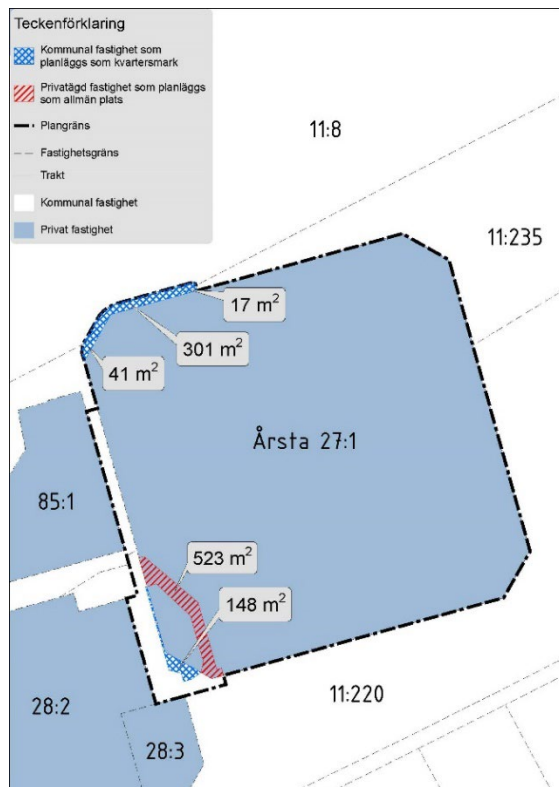 Teckenförklaring
Kommunal fastighet som
planläggs som kvartersmark
Privatägd fastighet som planläggs
som allmän plats
Plangräns
Fastighetsgräns
Trakt
Kommunal fastighet
Privat fastighet
11:8
11:235
17 m²
301 m²
41 m²
Årsta 27:1
85:1
523 m²
148 m²
28:2
11:220
28:3